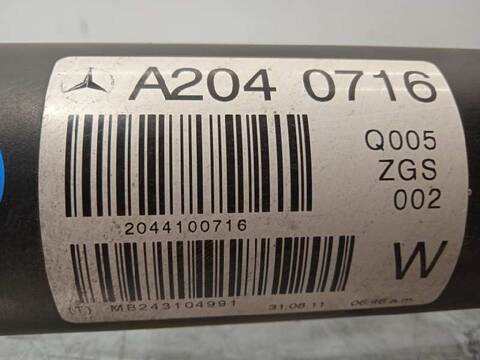 A204 0716
Q005
ZGS
002
2044100716
W
(T) MB243104991 31.08.11 06:46 a.m.